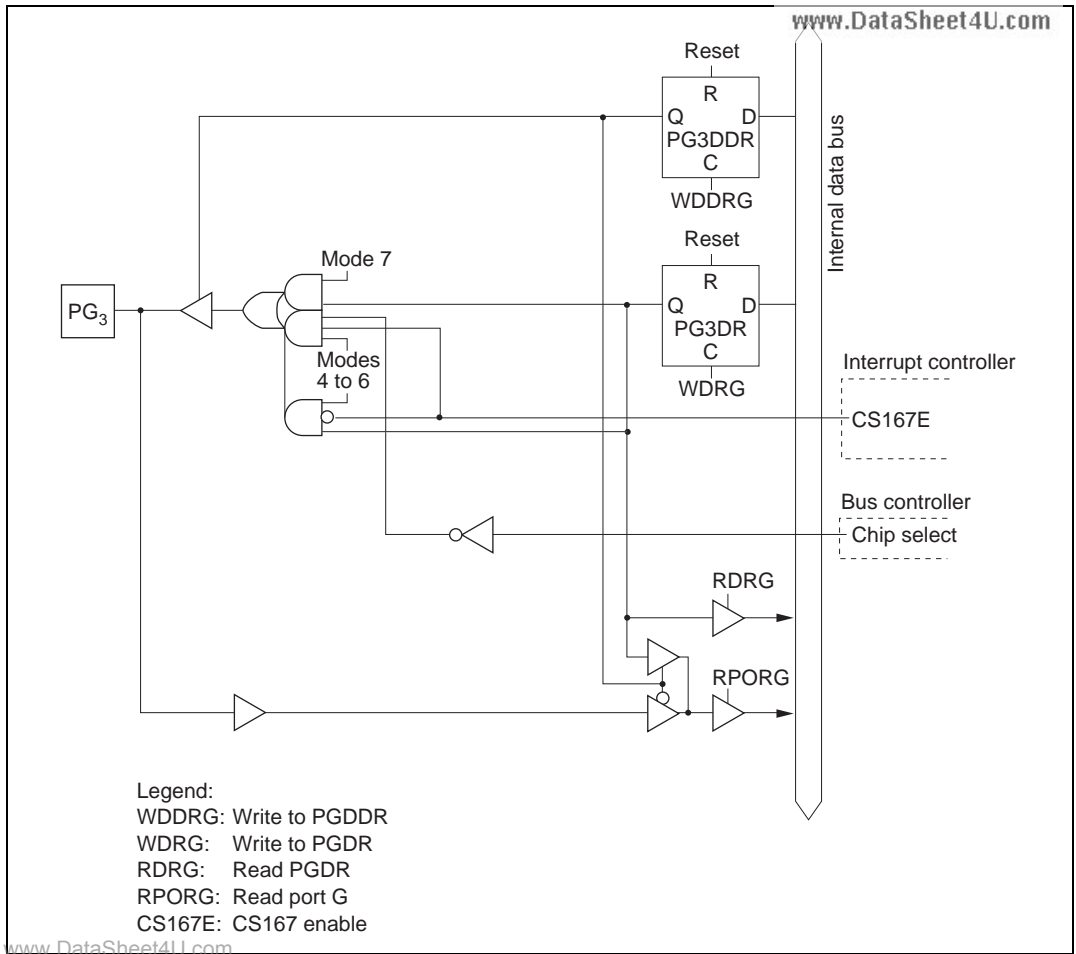 www.DataSheet4U.com
Reset
R
Q D
PG3DDR
C
WDDRG
Internal data bus
Reset
R
Q D
PG3DR
C
WDRG
Mode 7
PG3
Modes
4 to 6
Interrupt controller
CS167E
Bus controller
Chip select
RDRG
RPORG
Legend:
WDDRG: Write to PGDDR
WDRG: Write to PGDR
RDRG: Read PGDR
RPORG: Read port G
CS167E: CS167 enable
www.DataSheet4U.com